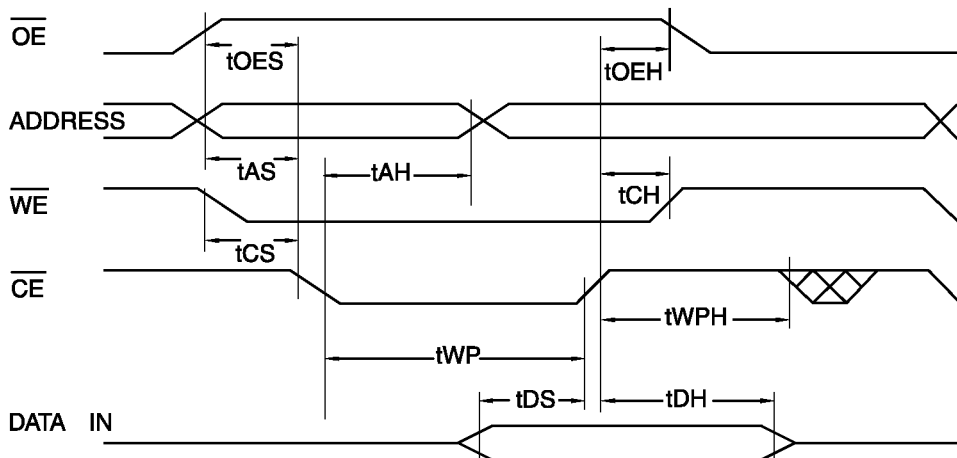 OE
tOES
tOEH
ADDRESS
tAS
tAH
WE
tCH
tCS
CE
tWPH
tWP
tDS
tDH
DATA IN